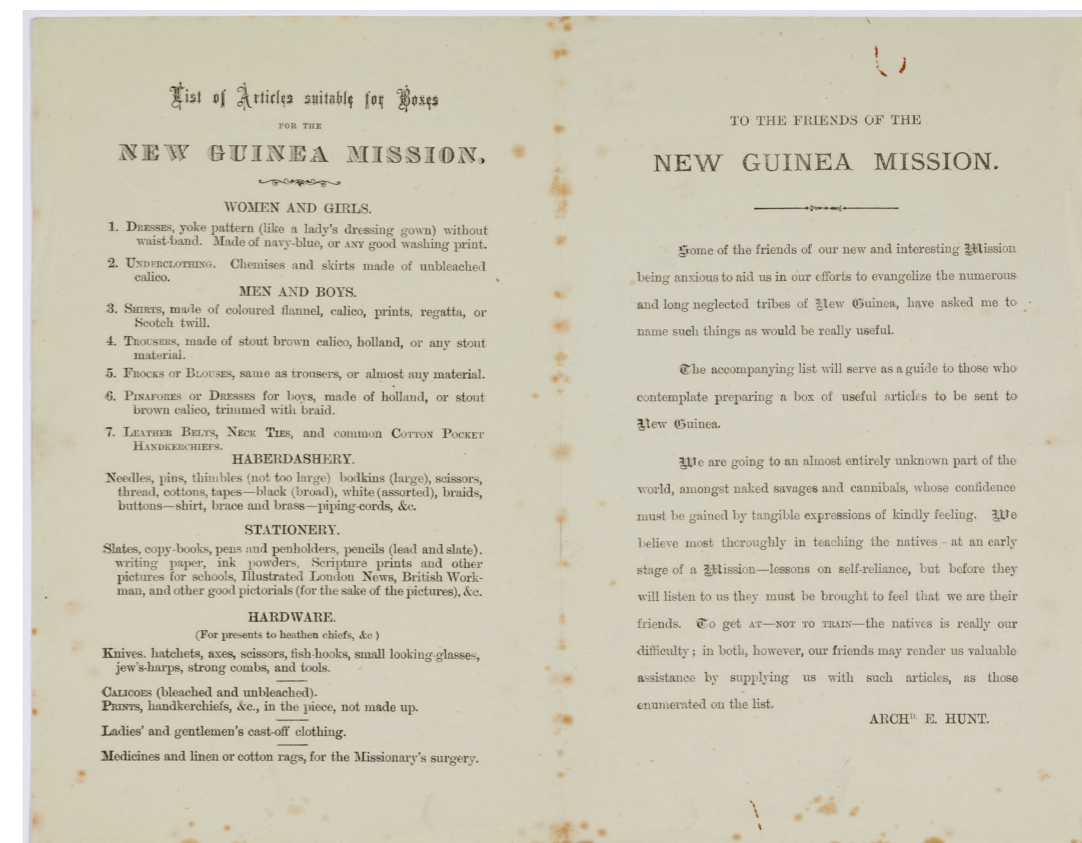 List of Articles suitable for Boxes
FOR THE
NEW GUINEA MISSION,
WOMEN AND GIRLS.
1. DRESSES, yoke pattern (like a lady's dressing gown) without
waist-band. Made of navy-blue, or ANY good washing print.
2. UNDERCLOTHING. Chemises and skirts made of unbleached
calico.
MEN AND BOYS.
3. SHIRTS, made of coloured flannel, calico, prints, regatta, or
Scotch twill.
4. TROUSERS, made of stout brown calico, holland, or any stout
material.
5. FROCKS or BLOUSES, same as trousers, or almost any material.
6. PINAFORES or DRESSES for boys, made of holland, or stout
brown calico, trimmed with braid.
7. LEATHER BELTS, NECK TIES, and common COTTON POCKET
HANDKERCHIEFS.
HABERDASHERY.
Needles, pins, thimbles (not too large) bodkins (large), scissors,
thread, cottons, tapes—black (broad), white (assorted), braids,
buttons—shirt, brace and brass—piping-cords, &c.
STATIONERY.
Slates, copy-books, pens and penholders, pencils (lead and slate).
writing paper, ink powders, Scripture prints and other
pictures for schools, Illustrated London News, British Work-
man, and other good pictorials (for the sake of the pictures), &c.
HARDWARE.
(For presents to heathen chiefs, &c )
Knives. hatchets, axes, scissors, fish-hooks, small looking-glasses,
jew's-harps, strong combs, and tools.
CALICOES (bleached and unbleached).
PRINTS, handkerchiefs, &c., in the piece, not made up.
Ladies' and gentlemen's cast-off clothing.
Medicines and linen or cotton rags, for the Missionary's surgery.
TO THE FRIENDS OF THE
NEW GUINEA MISSION.
Some of the friends of our new and interesting Mission
being anxious to aid us in our efforts to evangelize the numerous
and long neglected tribes of New Guinea, have asked me to
name such things as would be really useful.
The accompanying list will serve as a guide to those who
contemplate preparing a box of useful articles to be sent to
New Guinea.
We are going to an almost entirely unknown part of the
world, amongst naked savages and cannibals, whose confidence
must be gained by tangible expressions of kindly feeling. We
believe most thoroughly in teaching the natives - at an early
stage of a Mission—lessons on self-reliance, but before they
will listen to us they must be brought to feel that we are their
friends. To get AT—NOT TO TRAIN—the natives is really our
difficulty; in both, however, our friends may render us valuable
assistance by supplying us with such articles, as those
enumerated on the list.
ARCHD. E. HUNT.